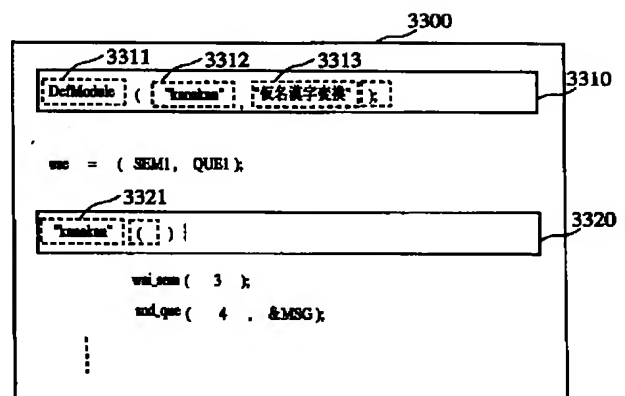 3300
3311 3312 3313
DefModule ( "kanakan" , "仮名漢字変換" ); 3310
use = ( SEM1, QUE1);
3321
"kanakan" ( ) { 3320
wai_sem( 3 );
snd_que( 4 , &MSG);